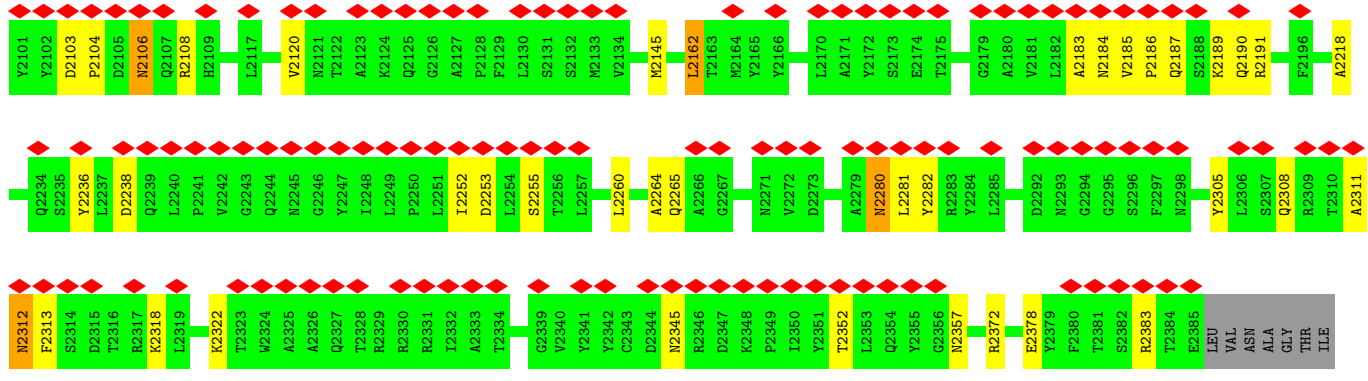 Y2101 Y2102 D2103 P2104 D2105 N2106 Q2107 R2108 H2109 L2117 V2120 N2121 T2122 A2123 K2124 Q2125 G2126 A2127 P2128 F2129 L2130 S2131 S2132 M2133 V2134 M2145 L2162 T2163 M2164 Y2165 Y2166 L2170 A2171 Y2172 S2173 E2174 T2175 G2179 A2180 V2181 L2182 A2183 N2184 V2185 P2186 Q2187 S2188 K2189 Q2190 R2191 F2196 A2218
Q2234 S2235 Y2236 L2237 D2238 Q2239 L2240 P2241 V2242 G2243 Q2244 N2245 G2246 Y2247 I2248 L2249 P2250 L2251 I2252 D2253 L2254 S2255 T2256 L2257 L2260 A2264 Q2265 A2266 G2267 N2271 V2272 D2273 A2279 N2280 L2281 Y2282 R2283 Y2284 L2285 D2292 N2293 G2294 G2295 S2296 F2297 N2298 Y2305 L2306 S2307 Q2308 R2309 T2310 A2311
N2312 F2313 S2314 D2315 T2316 R2317 K2318 L2319 K2322 T2323 W2324 A2325 A2326 Q2327 T2328 R2329 R2330 R2331 I2332 A2333 T2334 G2339 V2340 Y2341 Y2342 C2343 D2344 N2345 R2346 D2347 K2348 P2349 I2350 Y2351 T2352 L2353 Q2354 Y2355 G2356 N2357 R2372 E2378 Y2379 F2380 T2381 S2382 R2383 T2384 E2385 LEU VAL ASN ALA GLY THR ILE